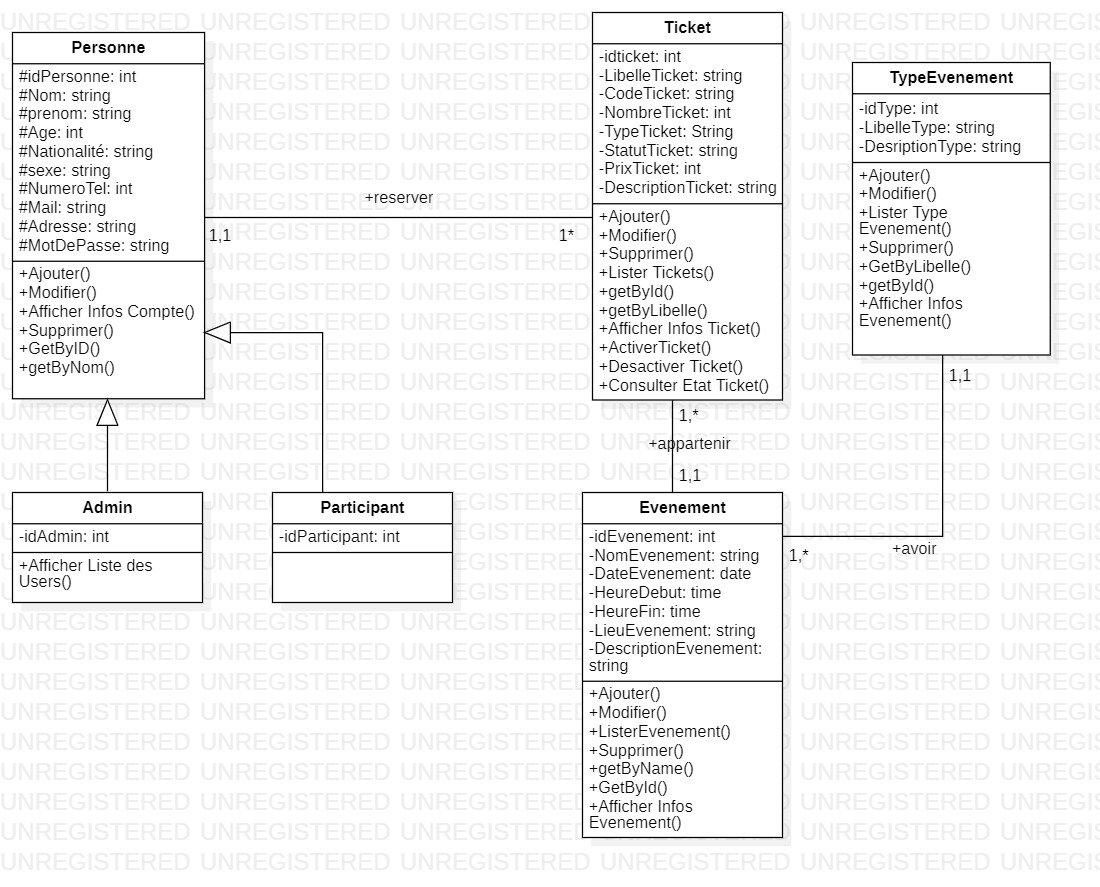 Personne
#idPersonne: int
#Nom: string
#prenom: string
#Age: int
#Nationalité: string
#sexe: string
#NumeroTel: int
#Mail: string
#Adresse: string
#MotDePasse: string
+Ajouter()
+Modifier()
+Afficher Infos Compte()
+Supprimer()
+GetByID()
+getByNom()
+reserver
1,1
1*
Ticket
-idticket: int
-LibelleTicket: string
-CodeTicket: string
-NombreTicket: int
-TypeTicket: String
-StatutTicket: string
-PrixTicket: int
-DescriptionTicket: string
+Ajouter()
+Modifier()
+Supprimer()
+Lister Tickets()
+getById()
+getByLibelle()
+Afficher Infos Ticket()
+ActiverTicket()
+Desactiver Ticket()
+Consulter Etat Ticket()
TypeEvenement
-idType: int
-LibelleType: string
-DesriptionType: string
+Ajouter()
+Modifier()
+Lister Type
Evenement()
+Supprimer()
+GetByLibelle()
+getById()
+Afficher Infos
Evenement()
1,1
1,*
+appartenir
1,1
Admin
-idAdmin: int
+Afficher Liste des
Users()
Participant
-idParticipant: int
Evenement
-idEvenement: int
-NomEvenement: string
-DateEvenement: date
-HeureDebut: time
-HeureFin: time
-LieuEvenement: string
-DescriptionEvenement:
string
+Ajouter()
+Modifier()
+ListerEvenement()
+Supprimer()
+getByName()
+GetById()
+Afficher Infos
Evenement()
1,*
+avoir
UNREGISTERED